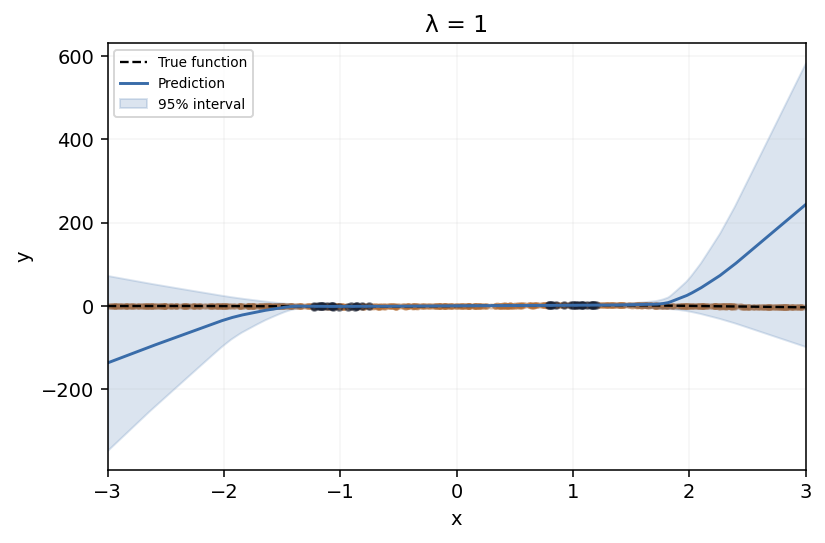 λ = 1
True function
Prediction
95% interval
600
400
200
0
−200
y
−3
−2
−1
0
1
2
3
x